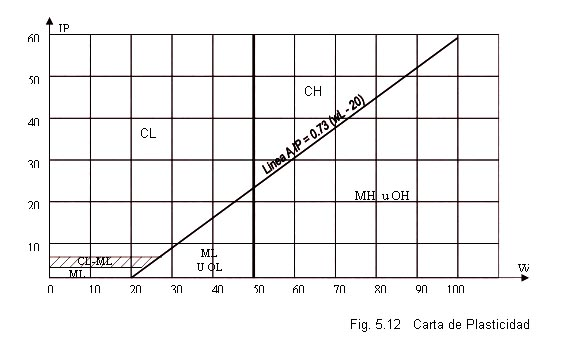 IP
60
50
40
30
20
10
CH
CL
Linea A IP = 0.73 (wL - 20)
MH u OH
ML
U OL
CL-ML
ML
0 10 20 30 40 50 60 70 80 90 100
W
Fig. 5.12 Carta de Plasticidad